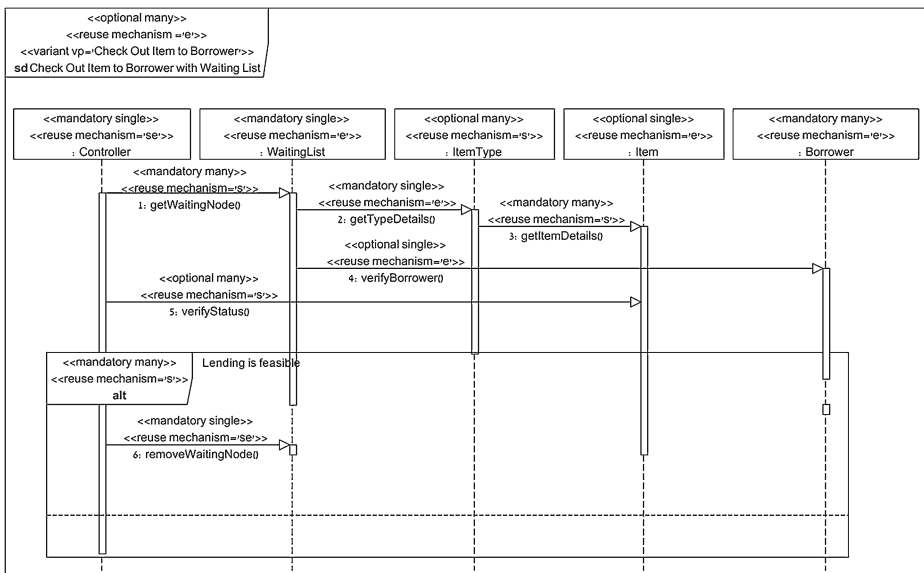 <<optional many>>
<<reuse mechanism ='e'>>
<<variant vp='Check Out Item to Borrower'>>
sd Check Out Item to Borrower with Waiting List
<<mandatory single>>
<<reuse mechanism='se'>>
: Controller
<<mandatory single>>
<<reuse mechanism='e'>>
: WaitingList
<<optional many>>
<<reuse mechanism='s'>>
: ItemType
<<optional single>>
<<reuse mechanism='e'>>
: Item
<<mandatory many>>
<<reuse mechanism='e'>>
: Borrower
<<mandatory many>>
<<reuse mechanism='s'>>
1: getWaitingNode()
<<mandatory single>>
<<reuse mechanism='e'>>
2: getTypeDetails()
<<mandatory many>>
<<reuse mechanism='s'>>
3: getItemDetails()
<<optional single>>
<<reuse mechanism='e'>>
4: verifyBorrower()
<<optional many>>
<<reuse mechanism='s'>>
5: verifyStatus()
<<mandatory many>>
<<reuse mechanism='s'>>
alt
Lending is feasible
<<mandatory single>>
<<reuse mechanism='se'>>
6: removeWaitingNode()